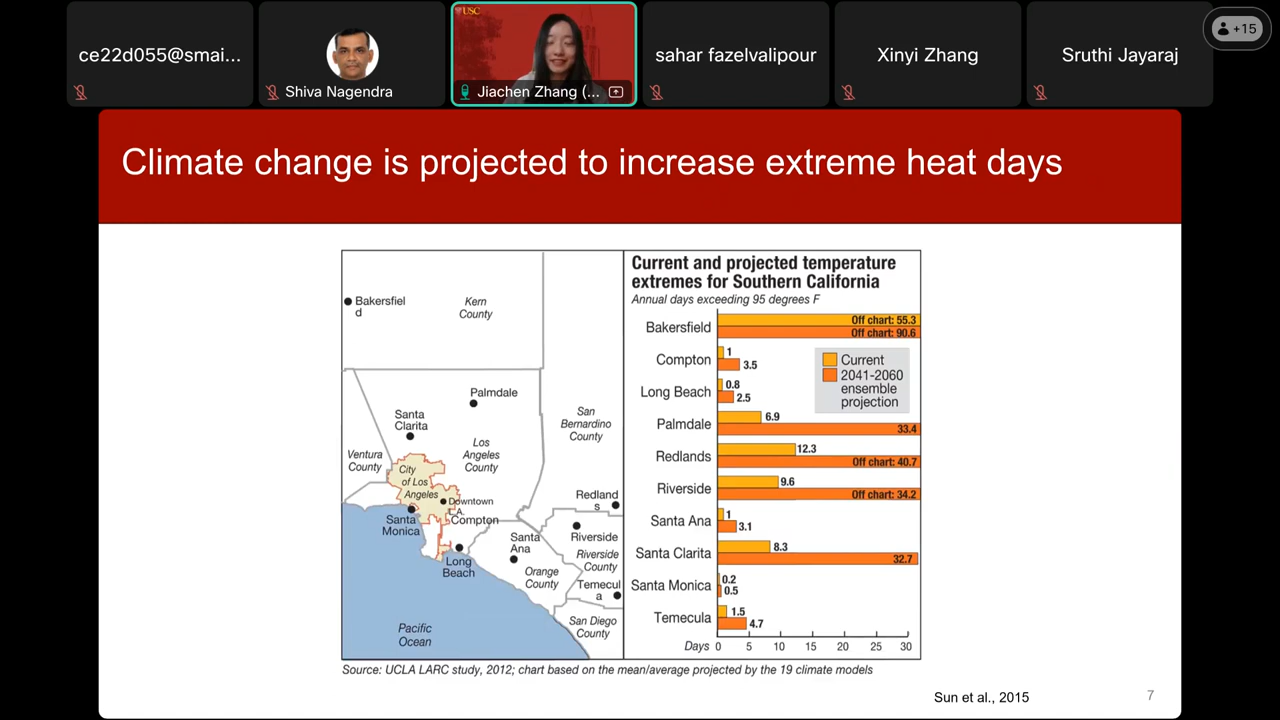 ce22d055@smai...
Shiva Nagendra
USC
Jiachen Zhang (...
sahar fazelvalipour
Xinyi Zhang
Sruthi Jayaraj
+15
Climate change is projected to increase extreme heat days
Bakersfiel
d
Kern
County
Palmdale
Santa
Clarita
San
Bernardino
County
Los
Angeles
County
Ventura
County
City
of Los
Angeles
Downtown
L.A.
Redland
s
Santa
Monica
Compton
Riverside
Santa
Ana
Riverside
County
Long
Beach
Orange
County
Temecul
a
San Diego
County
Pacific
Ocean
Current and projected temperature
extremes for Southern California
Annual days exceeding 95 degrees F
Bakersfield
Off chart: 55.3
Off chart: 90.6
Compton
1
3.5
Current
2041-2060
ensemble
projection
Long Beach
0.8
2.5
Palmdale
6.9
33.4
Redlands
12.3
Off chart: 40.7
Riverside
9.6
Off chart: 34.2
Santa Ana
1
3.1
Santa Clarita
8.3
32.7
Santa Monica
0.2
0.5
Temecula
1.5
4.7
Days 0 5 10 15 20 25 30
Source: UCLA LARC study, 2012; chart based on the mean/average projected by the 19 climate models
Sun et al., 2015
7